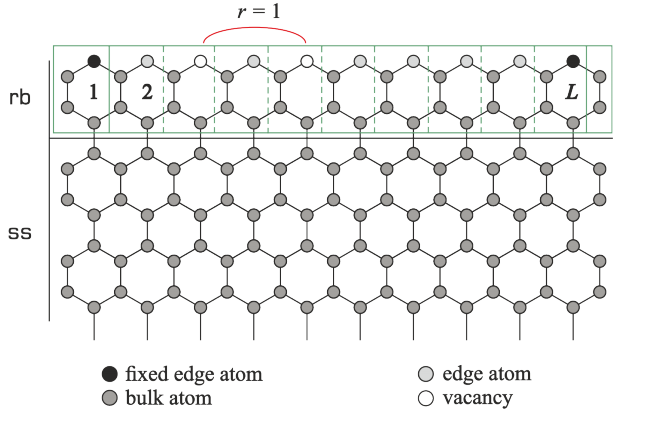 r = 1
rb
1 2 L
ss
fixed edge atom
edge atom
bulk atom
vacancy